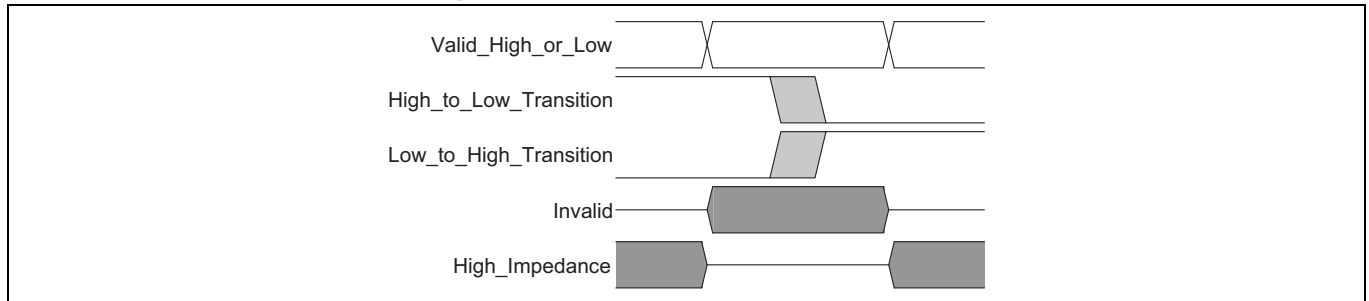 Valid_High_or_Low
High_to_Low_Transition
Low_to_High_Transition
Invalid
High_Impedance